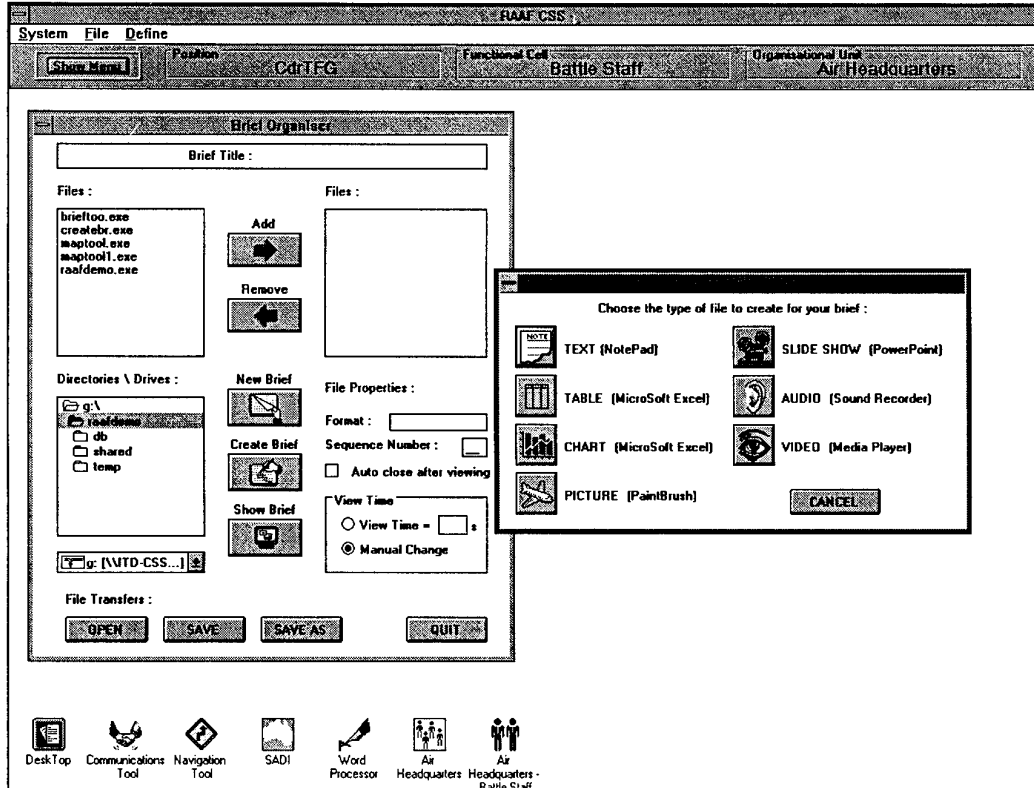 RAAF CSS
System File Define
Show Menu
Position
CdrTFG
Functional Cell
Battle Staff
Organisational Unit
Air Headquarters
Brief Organiser
Brief Title :
Files :
brieftoo.exe
createbr.exe
maptool.exe
maptool1.exe
raafdemo.exe
Add
Remove
Files :
Directories \ Drives :
g:\
raafdemo
db
shared
temp
g: [\\ITD-CSS...]
New Brief
Create Brief
Show Brief
File Properties :
Format :
Sequence Number :
Auto close after viewing
View Time
View Time = s
Manual Change
File Transfers :
OPEN SAVE SAVE AS QUIT
Choose the type of file to create for your brief :
NOTE
TEXT (NotePad)
SLIDE SHOW (PowerPoint)
TABLE (MicroSoft Excel)
AUDIO (Sound Recorder)
CHART (MicroSoft Excel)
VIDEO (Media Player)
PICTURE (PaintBrush)
CANCEL
DeskTop
Communications
Tool
Navigation
Tool
SADI
Word
Processor
Air
Headquarters
Air
Headquarters -
Battle Staff